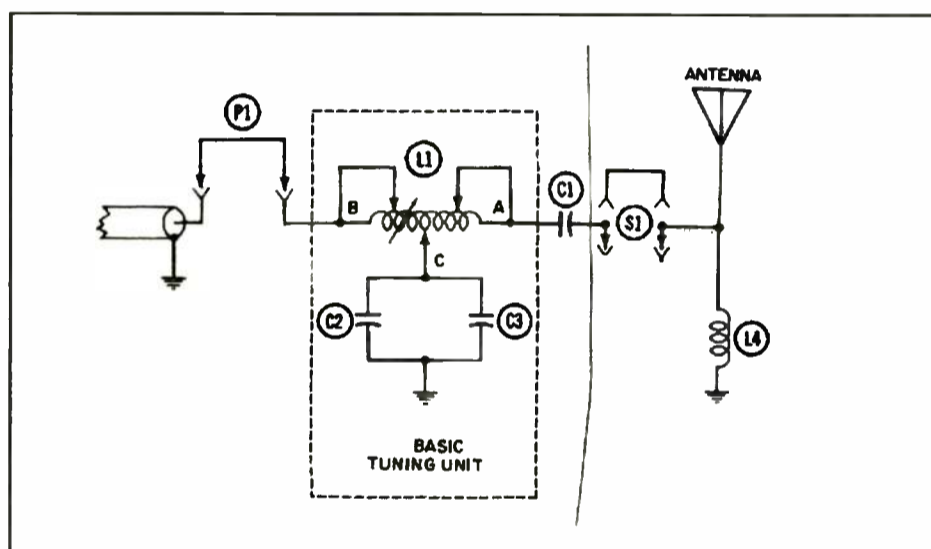 ANTENNA
P1
L1
C1
B
A
S1
C
C2
C3
L4
BASIC
TUNING UNIT